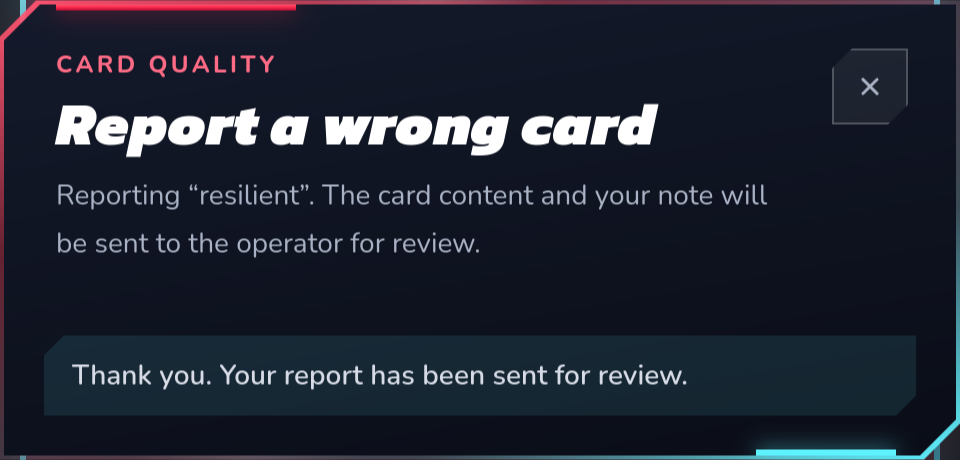 CARD QUALITY
Report a wrong card
Reporting “resilient”. The card content and your note will
be sent to the operator for review.
Thank you. Your report has been sent for review.